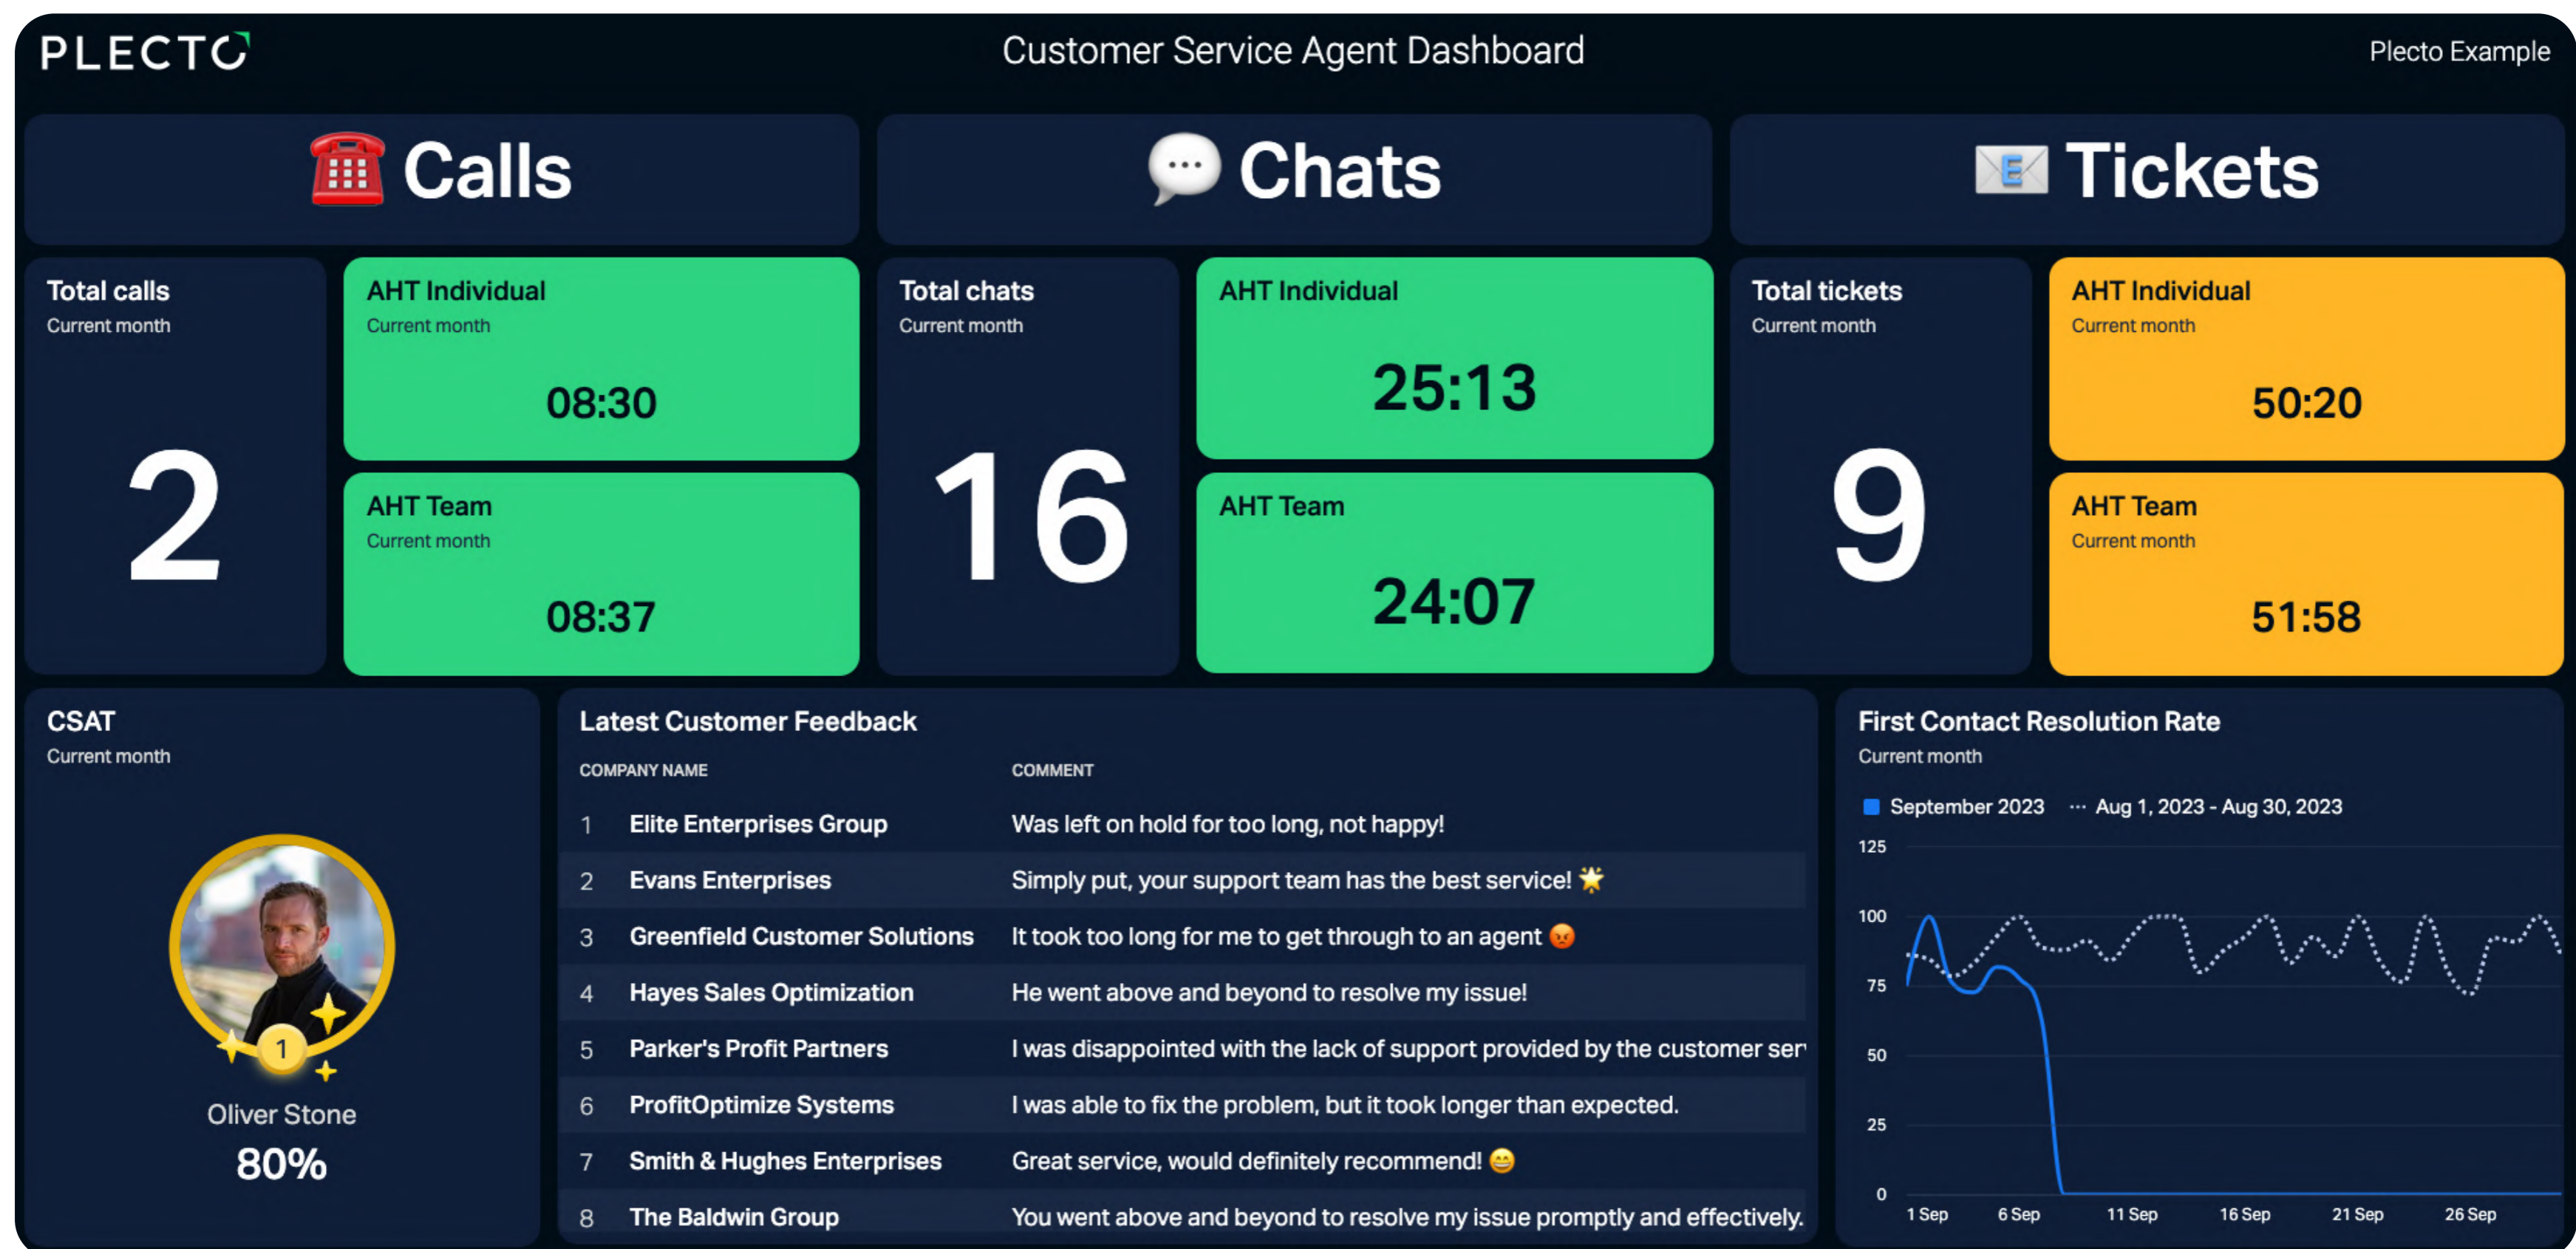 PLECTO
Customer Service Agent Dashboard
Plecto Example
Calls
Chats
Tickets
Total calls
Current month
2
AHT Individual
Current month
08:30
AHT Team
Current month
08:37
Total chats
Current month
16
AHT Individual
25:13
AHT Team
24:07
Total tickets
Current month
9
AHT Individual
Current month
50:20
AHT Team
Current month
51:58
CSAT
Current month
1
Oliver Stone
80%
Latest Customer Feedback
COMPANY NAME COMMENT
1 Elite Enterprises Group Was left on hold for too long, not happy!
2 Evans Enterprises Simply put, your support team has the best service! 🌟
3 Greenfield Customer Solutions It took too long for me to get through to an agent 😡
4 Hayes Sales Optimization He went above and beyond to resolve my issue!
5 Parker's Profit Partners I was disappointed with the lack of support provided by the customer ser
6 ProfitOptimize Systems I was able to fix the problem, but it took longer than expected.
7 Smith & Hughes Enterprises Great service, would definitely recommend! 😄
8 The Baldwin Group You went above and beyond to resolve my issue promptly and effectively.
First Contact Resolution Rate
Current month
September 2023 Aug 1, 2023 - Aug 30, 2023
125
100
75
50
25
0
1 Sep 6 Sep 11 Sep 16 Sep 21 Sep 26 Sep